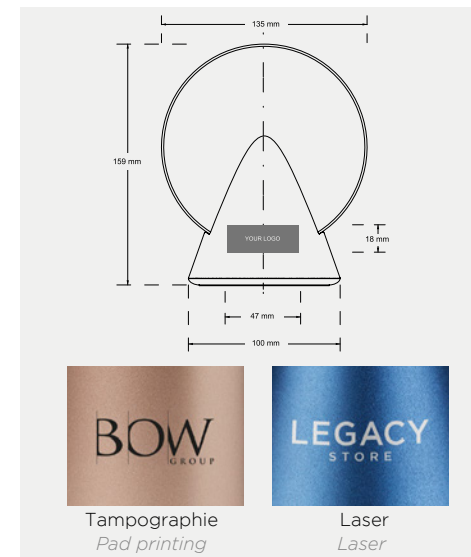 135 mm
159 mm
YOUR LOGO
18 mm
47 mm
100 mm
BOW
GROUP
LEGACY
STORE
Tampographie
Pad printing
Laser
Laser